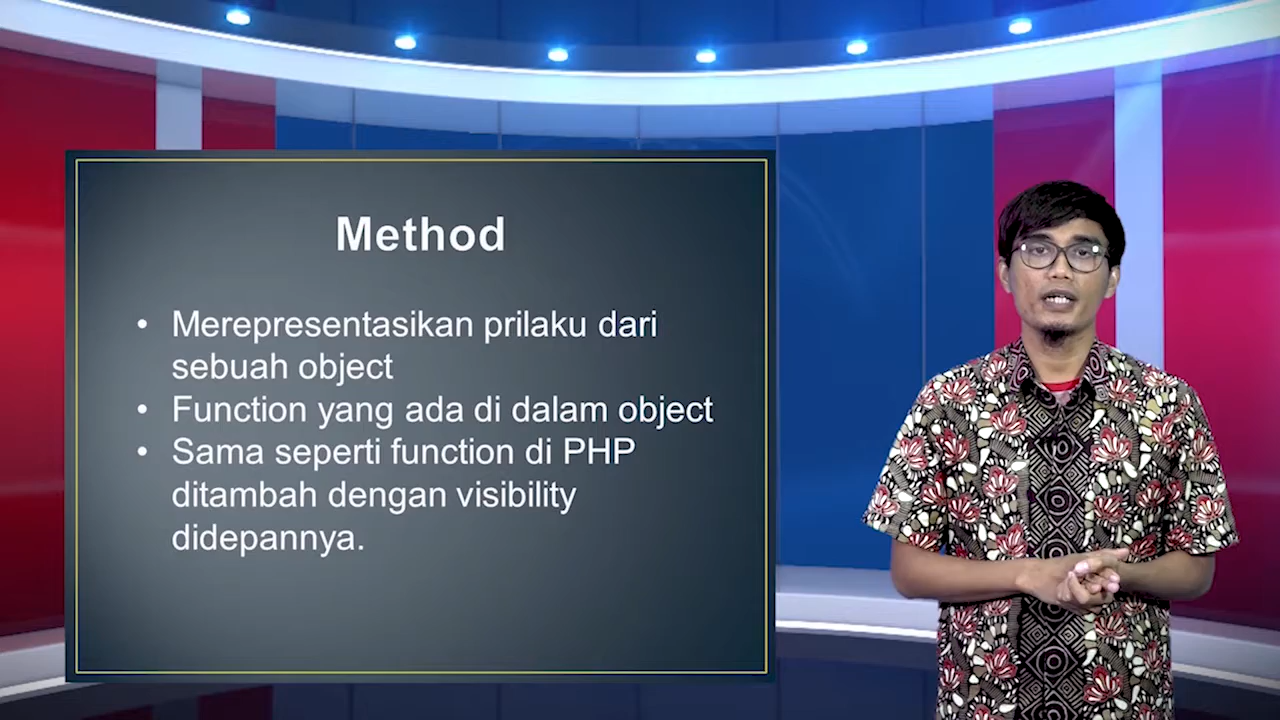 Method
• Merepresentasikan prilaku dari
sebuah object
• Function yang ada di dalam object
• Sama seperti function di PHP
ditambah dengan visibility
didepannya.